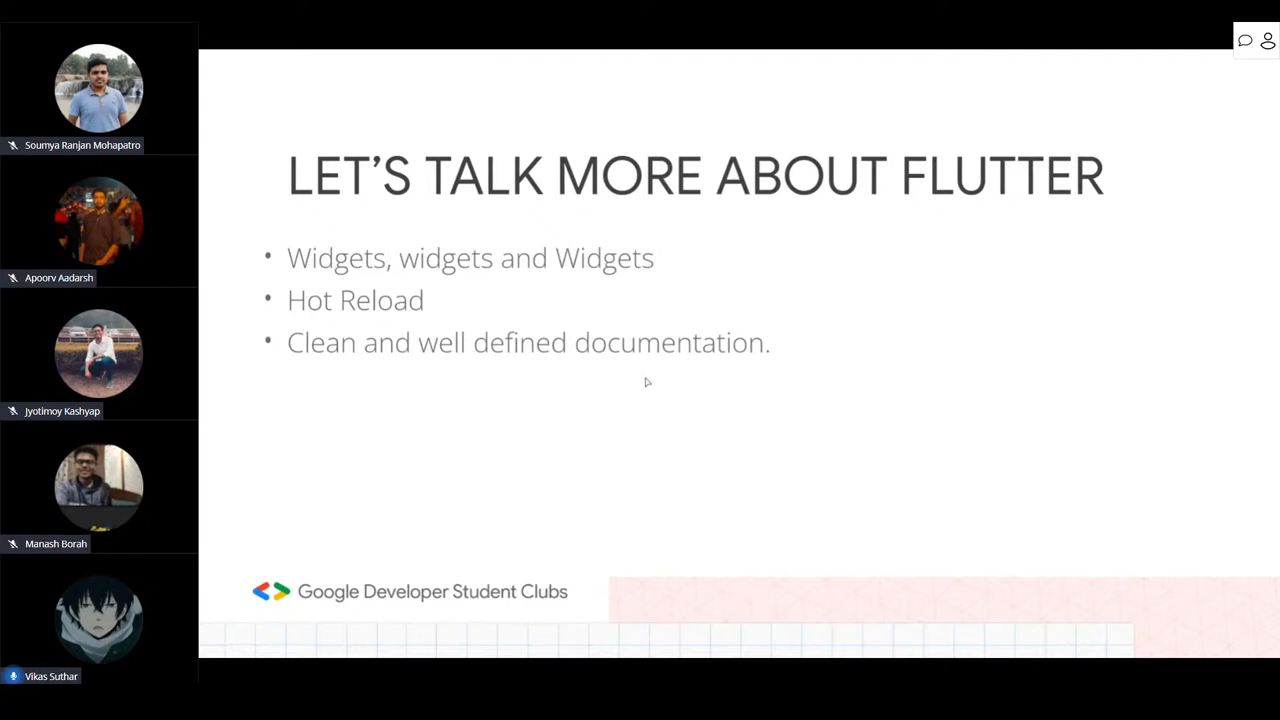 Soumya Ranjan Mohapatro
Apoorv Aadarsh
Jyotimoy Kashyap
Manash Borah
Vikas Suthar
LET’S TALK MORE ABOUT FLUTTER
• Widgets, widgets and Widgets
• Hot Reload
• Clean and well defined documentation.
Google Developer Student Clubs